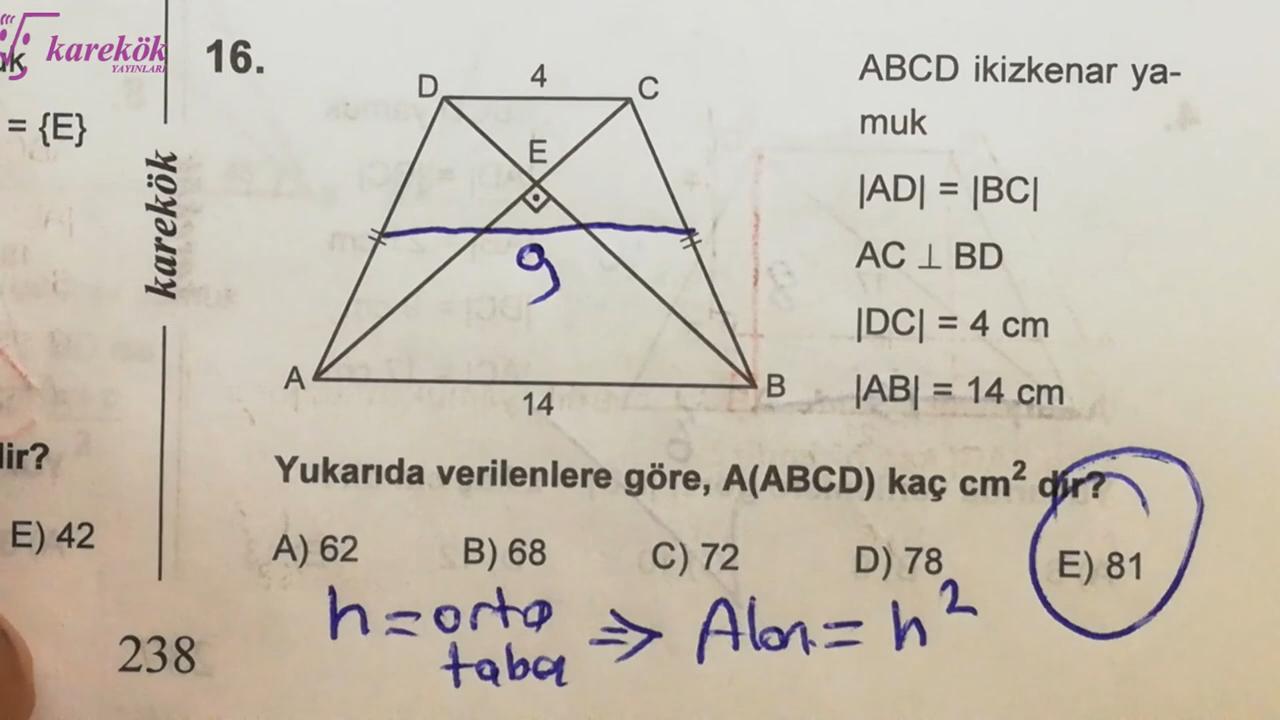 karekök
YAYINLARI
= {E}
karekök
16.
D
4
C
E
9
A
14
B
ABCD ikizkenar ya-
muk
|AD| = |BC|
AC ⊥ BD
|DC| = 4 cm
|AB| = 14 cm
Yukarıda verilenlere göre, A(ABCD) kaç cm² dir?
A) 62 B) 68 C) 72 D) 78 E) 81
E) 42
h = orta taba ⇒ Alan = h²
238